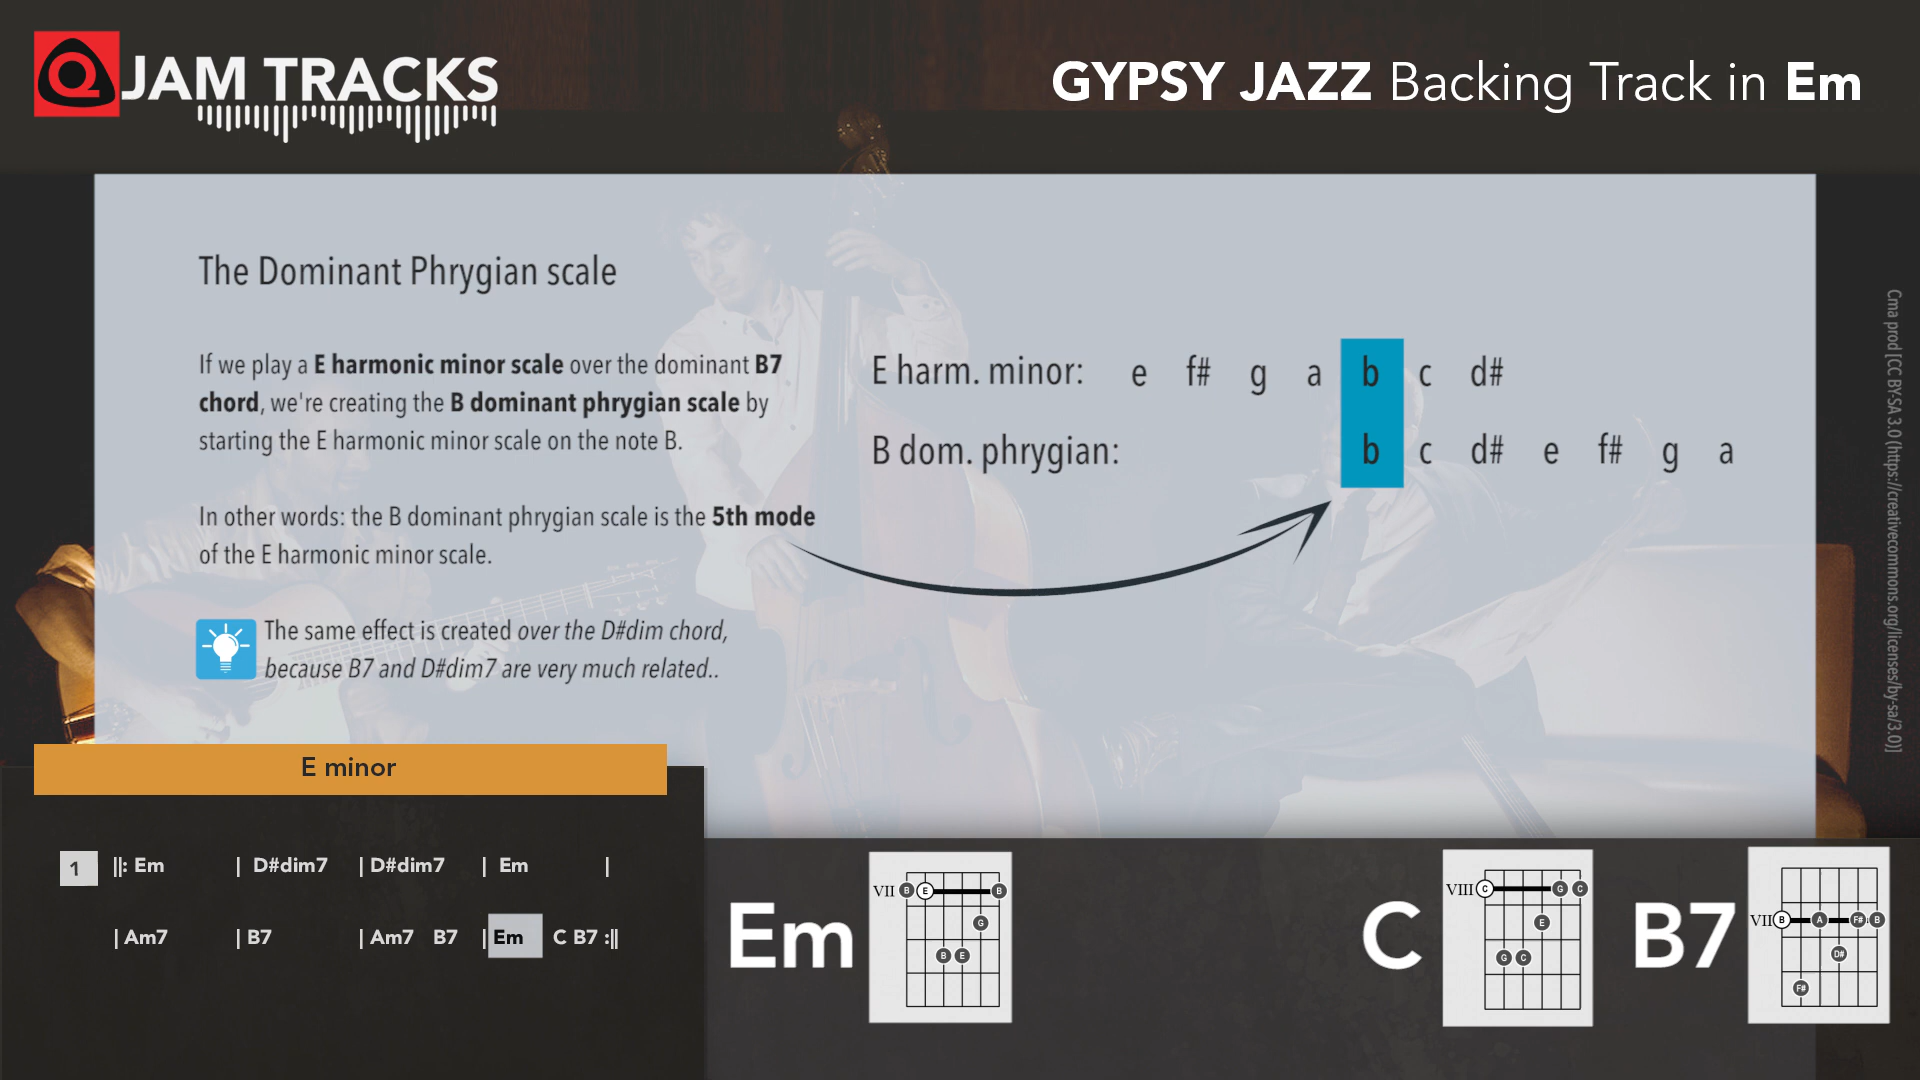 JAM TRACKS
GYPSY JAZZ Backing Track in Em
The Dominant Phrygian scale
If we play a E harmonic minor scale over the dominant B7
chord, we're creating the B dominant phrygian scale by
starting the E harmonic minor scale on the note B.
In other words: the B dominant phrygian scale is the 5th mode
of the E harmonic minor scale.
The same effect is created over the D#dim chord,
because B7 and D#dim7 are very much related..
E harm. minor: e f# g a b c d#
B dom. phrygian: b c d# e f# g a
Cma prod [CC BY-SA 3.0 (https://creativecommons.org/licenses/by-sa/3.0)]
E minor
1 ||: Em | D#dim7 | D#dim7 | Em |
| Am7 | B7 | Am7 B7 | Em C B7 :||
Em
VII B E B
G
B E
C
VIII C G C
E
G C
B7
VII B A F# B
D#
F#